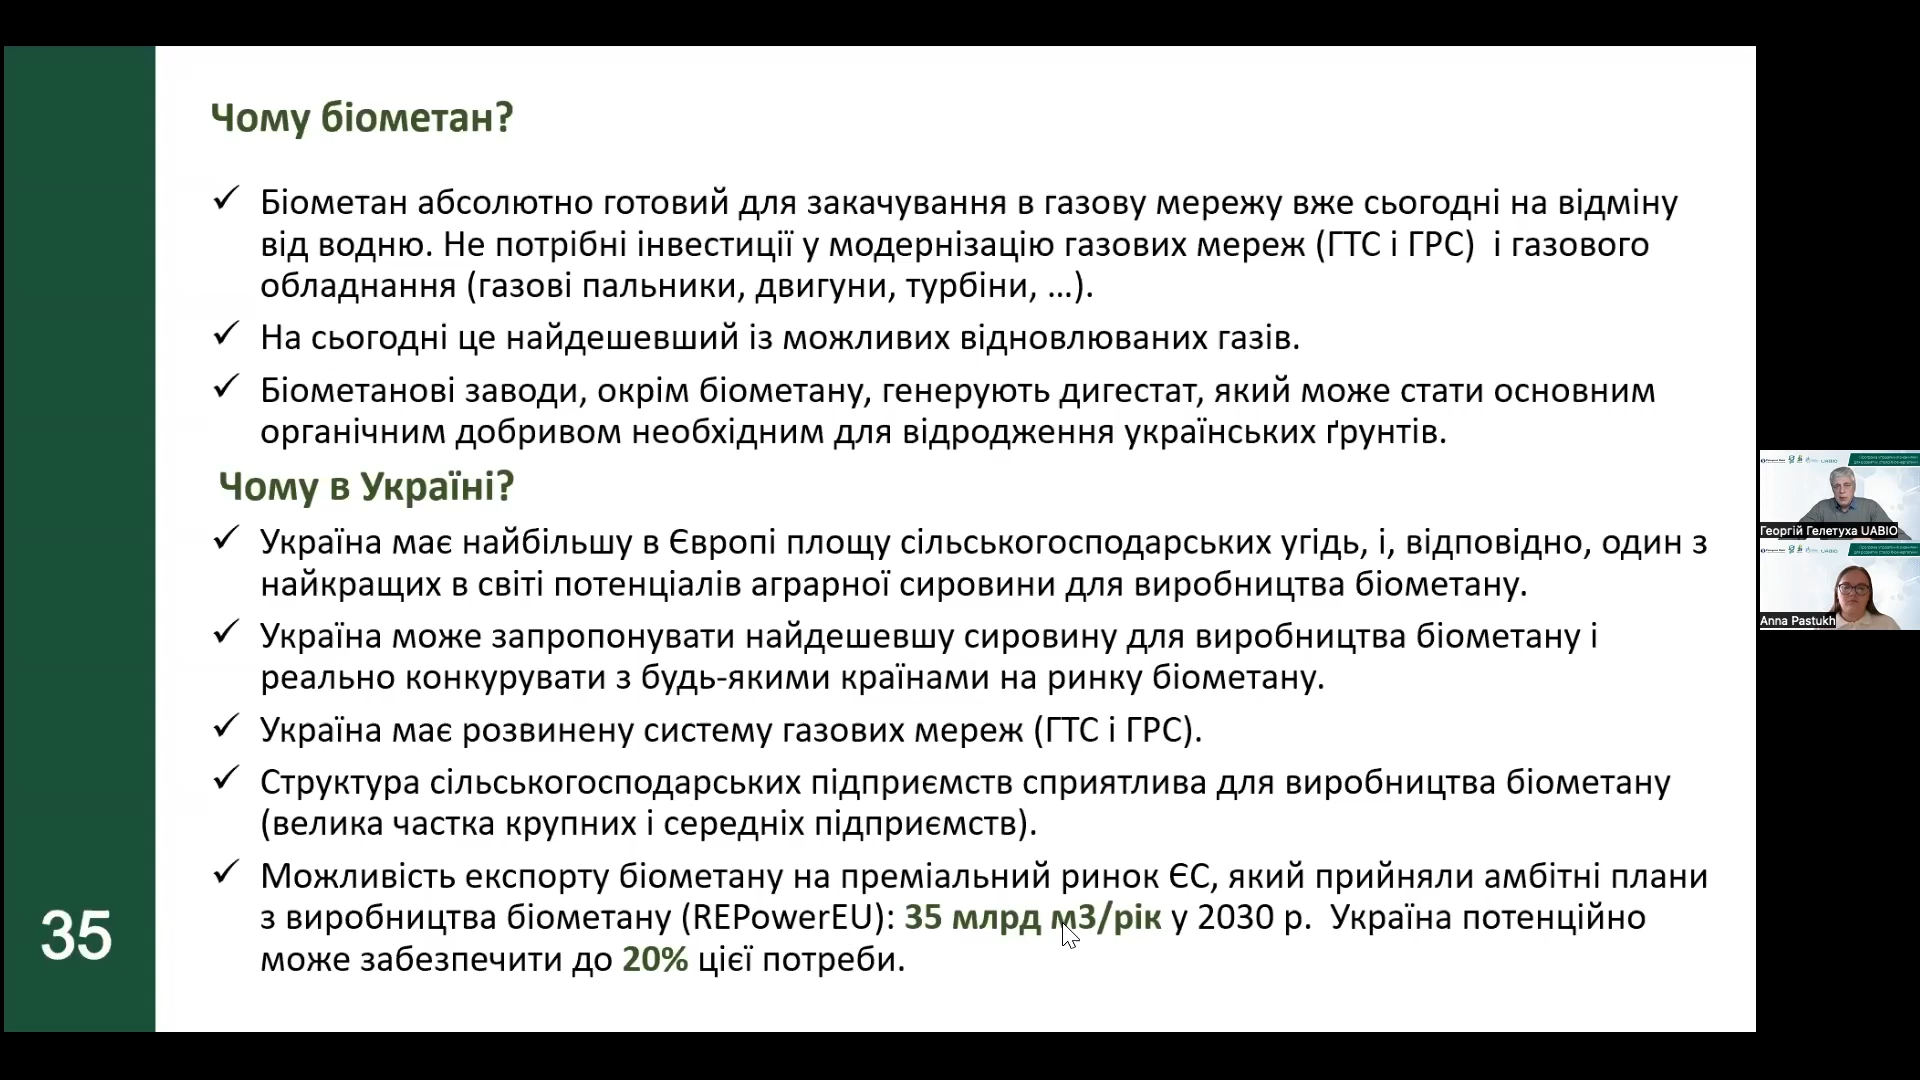 Чому біометан?
✓ Біометан абсолютно готовий для закачування в газову мережу вже сьогодні на відміну
від водню. Не потрібні інвестиції у модернізацію газових мереж (ГТС і ГРС) і газового
обладнання (газові пальники, двигуни, турбіни, …).
✓ На сьогодні це найдешевший із можливих відновлюваних газів.
✓ Біометанові заводи, окрім біометану, генерують дигестат, який може стати основним
органічним добривом необхідним для відродження українських ґрунтів.
Чому в Україні?
✓ Україна має найбільшу в Європі площу сільськогосподарських угідь, і, відповідно, один з
найкращих в світі потенціалів аграрної сировини для виробництва біометану.
✓ Україна може запропонувати найдешевшу сировину для виробництва біометану і
реально конкурувати з будь-якими країнами на ринку біометану.
✓ Україна має розвинену систему газових мереж (ГТС і ГРС).
✓ Структура сільськогосподарських підприємств сприятлива для виробництва біометану
(велика частка крупних і середніх підприємств).
✓ Можливість експорту біометану на преміальний ринок ЄС, який прийняли амбітні плани
з виробництва біометану (REPowerEU): 35 млрд м3/рік у 2030 р. Україна потенційно
може забезпечити до 20% цієї потреби.
35
Георгій Гелетуха UABIO
Anna Pastukh